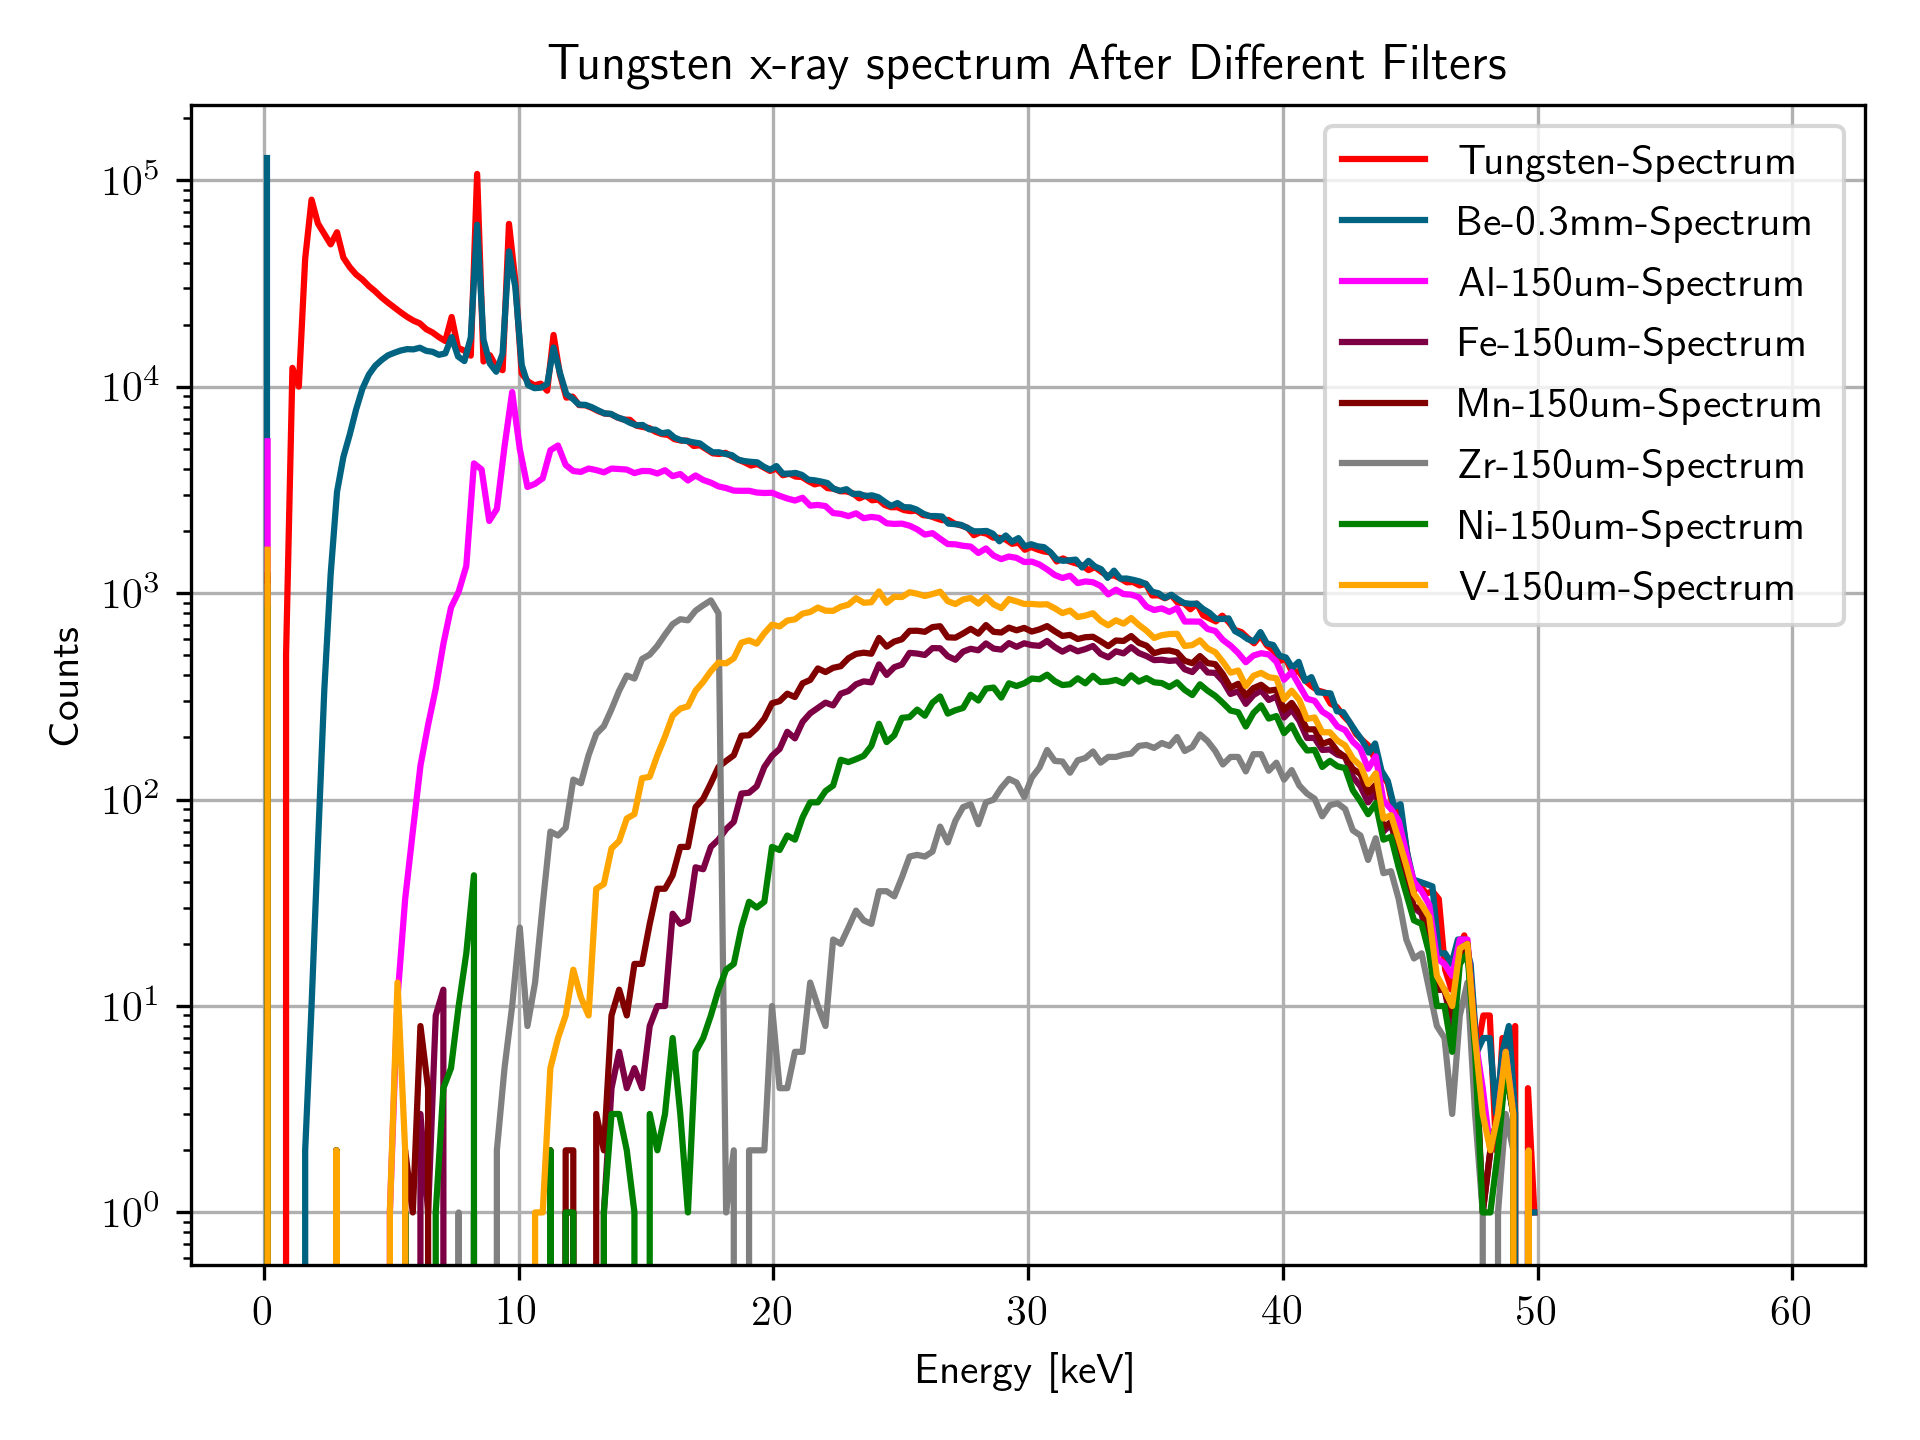 Tungsten x-ray spectrum After Different Filters
Counts
10^5
10^4
10^3
10^2
10^1
10^0
Tungsten-Spectrum
Be-0.3mm-Spectrum
Al-150um-Spectrum
Fe-150um-Spectrum
Mn-150um-Spectrum
Zr-150um-Spectrum
Ni-150um-Spectrum
V-150um-Spectrum
0 10 20 30 40 50 60
Energy [keV]